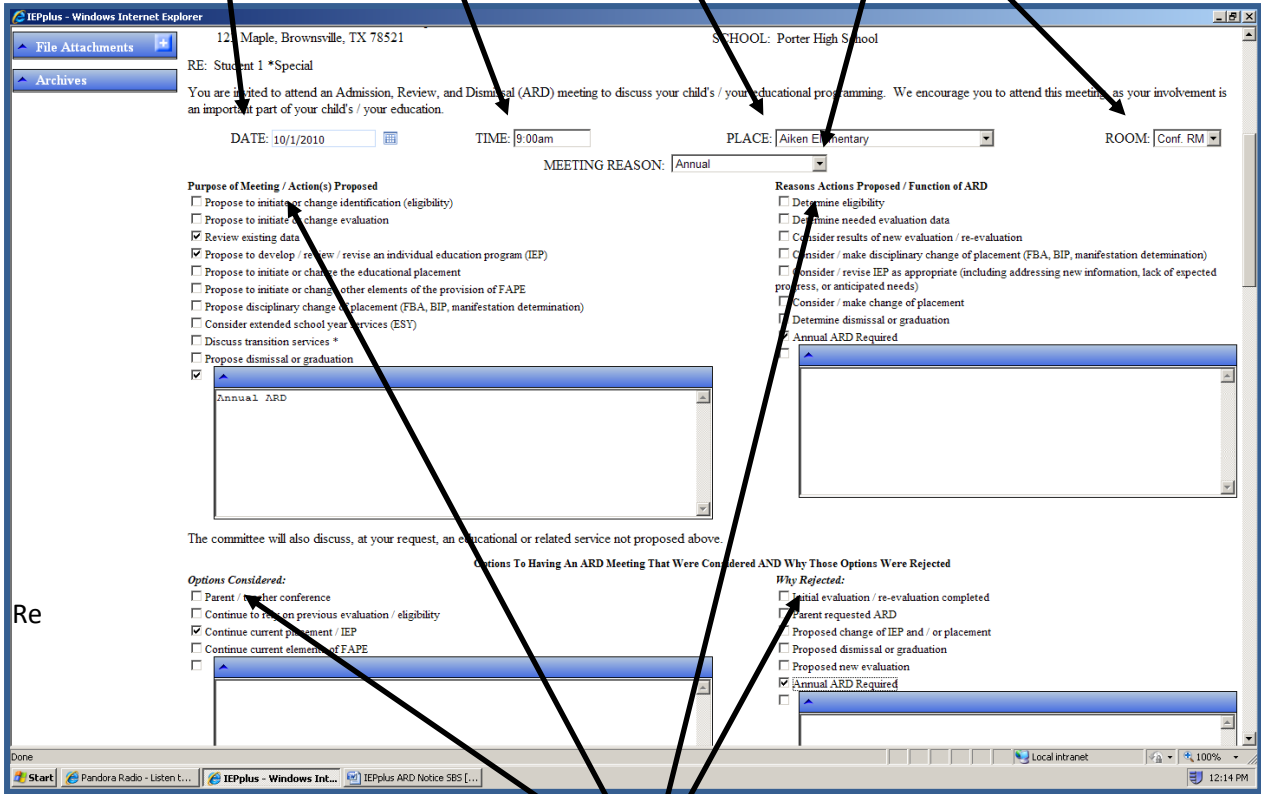 IEPplus - Windows Internet Explorer
File Attachments
Archives
Maple, Brownsville, TX 78521 SCHOOL: Porter High School
RE: Student 1 *Special
You are invited to attend an Admission, Review, and Dismissal (ARD) meeting to discuss your child's / your educational programming. We encourage you to attend this meeting, as your involvement is
an important part of your child's / your education.
DATE: 10/1/2010 TIME: 9:00am PLACE: Aiken Elementary ROOM: Conf. RM
MEETING REASON: Annual
Purpose of Meeting / Action(s) Proposed
Propose to initiate or change identification (eligibility)
Propose to initiate or change evaluation
Review existing data
Propose to develop / review / revise an individual education program (IEP)
Propose to initiate or change the educational placement
Propose to initiate or change other elements of the provision of FAPE
Propose disciplinary change of placement (FBA, BIP, manifestation determination)
Consider extended school year services (ESY)
Discuss transition services *
Propose dismissal or graduation
Annual ARD
Reasons Actions Proposed / Function of ARD
Determine eligibility
Determine needed evaluation data
Consider results of new evaluation / re-evaluation
Consider / make disciplinary change of placement (FBA, BIP, manifestation determination)
Consider / revise IEP as appropriate (including addressing new information, lack of expected
progress, or anticipated needs)
Consider / make change of placement
Determine dismissal or graduation
Annual ARD Required
The committee will also discuss, at your request, an educational or related service not proposed above.
Options To Having An ARD Meeting That Were Considered AND Why Those Options Were Rejected
Options Considered:
Parent / teacher conference
Continue to rely on previous evaluation / eligibility
Continue current placement / IEP
Continue current elements of FAPE
Why Rejected:
Initial evaluation / re-evaluation completed
Parent requested ARD
Proposed change of IEP and / or placement
Proposed dismissal or graduation
Proposed new evaluation
Annual ARD Required
Re
Done Local intranet 100%
Start Pandora Radio - Listen t... IEPplus - Windows Int... IEPplus ARD Notice SBS [... 12:14 PM